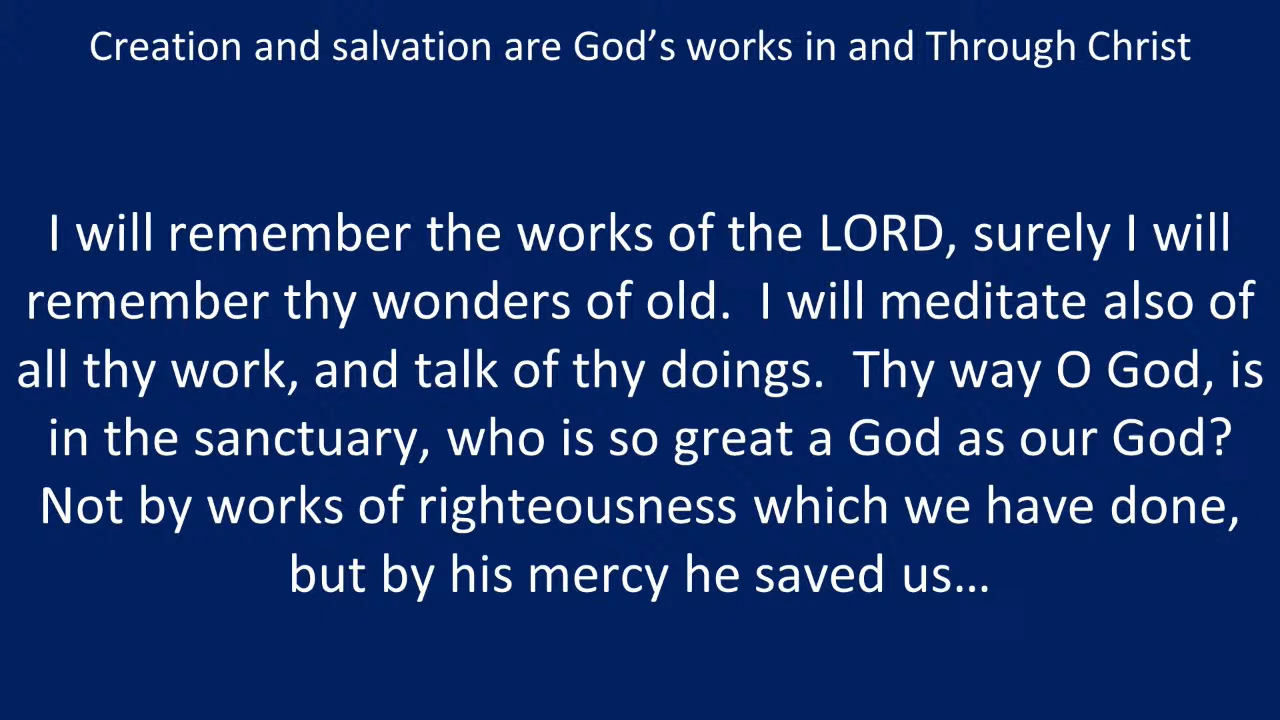 Creation and salvation are God’s works in and Through Christ
I will remember the works of the LORD, surely I will
remember thy wonders of old.  I will meditate also of
all thy work, and talk of thy doings.  Thy way O God, is
in the sanctuary, who is so great a God as our God?
Not by works of righteousness which we have done,
but by his mercy he saved us…